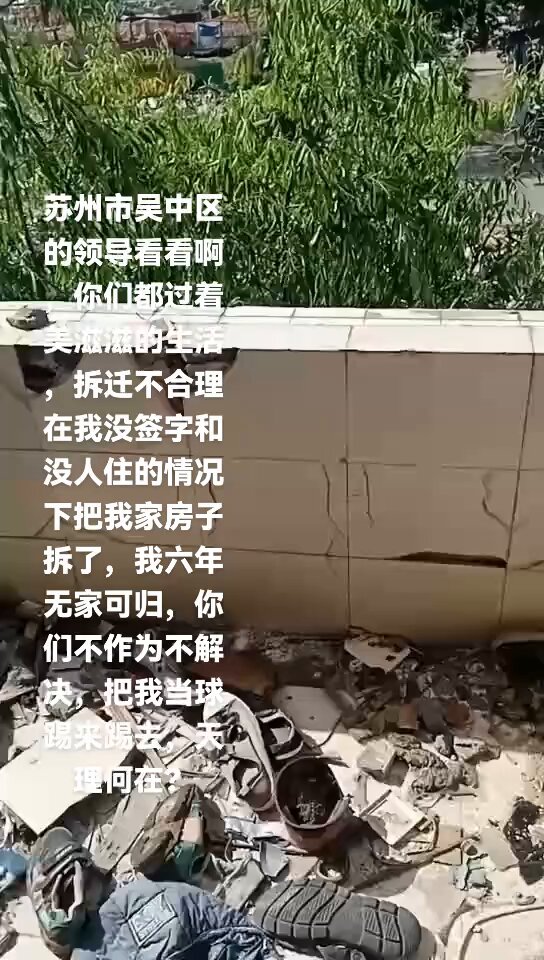 苏州市吴中区
的领导看看啊
，你们都过着
美滋滋的生活
，拆迁不合理
在我没签字和
没人住的情况
下把我家房子
拆了，我六年
无家可归，你
们不作为不解
决，把我当球
踢来踢去，天
理何在？